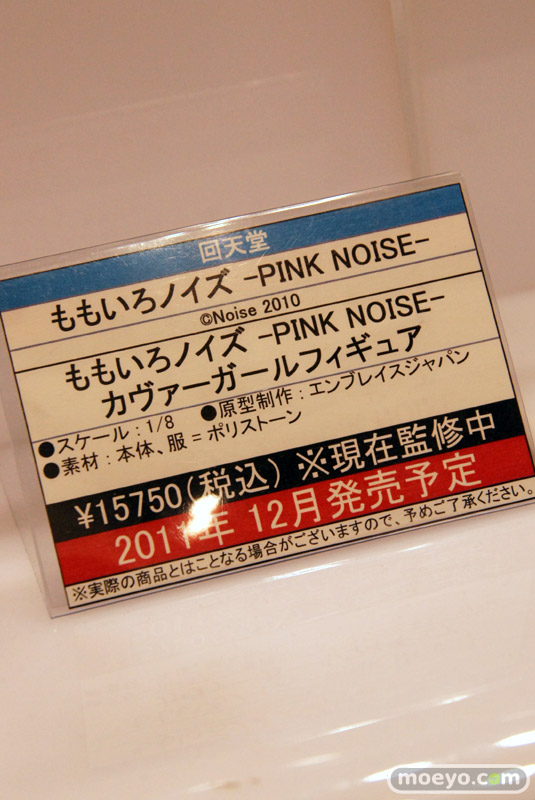 回天堂
ももいろノイズ -PINK NOISE-
©Noise 2010
ももいろノイズ -PINK NOISE-
カヴァーガールフィギュア
●スケール:1/8 ●原型制作:エンブレイスジャパン
●素材:本体、服=ポリストーン
¥15750(税込) ※現在監修中
2011年 12月発売予定
※実際の商品とはことなる場合がございますので、予めご了承ください。
moeyo.com